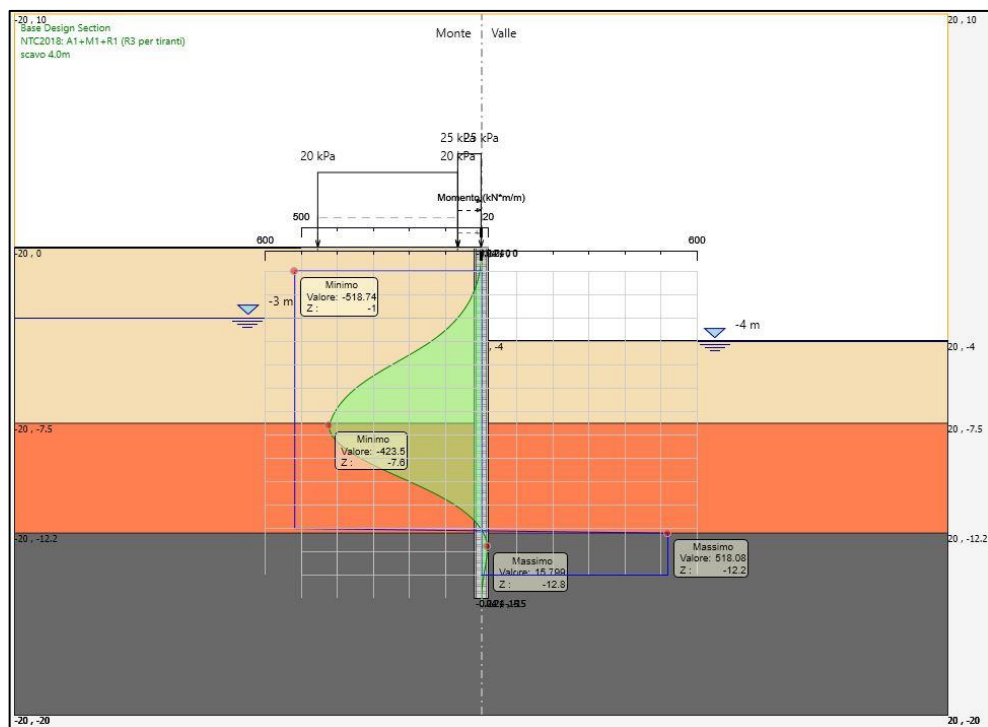 -20 , 10
20 , 10
Base Design Section
NTC2018: A1+M1+R1 (R3 per tiranti)
scavo 4.0m
Monte
Valle
20 kPa
20 kPa
Momento (kN*m/m)
500
20
600
600
-20 , 0
20 , 0
Minimo
Valore: -518.74
Z : -1
-3 m
-4 m
, -4
20 , -4
-20 , -7.5
20 , -7.5
Minimo
Valore: -423.5
Z : -7.6
-20 , -12.2
20 , -12.2
Massimo
Valore: 518.08
Z : -12.2
Massimo
Valore: 15.799
Z : -12.8
-20 , -20
20 , -20